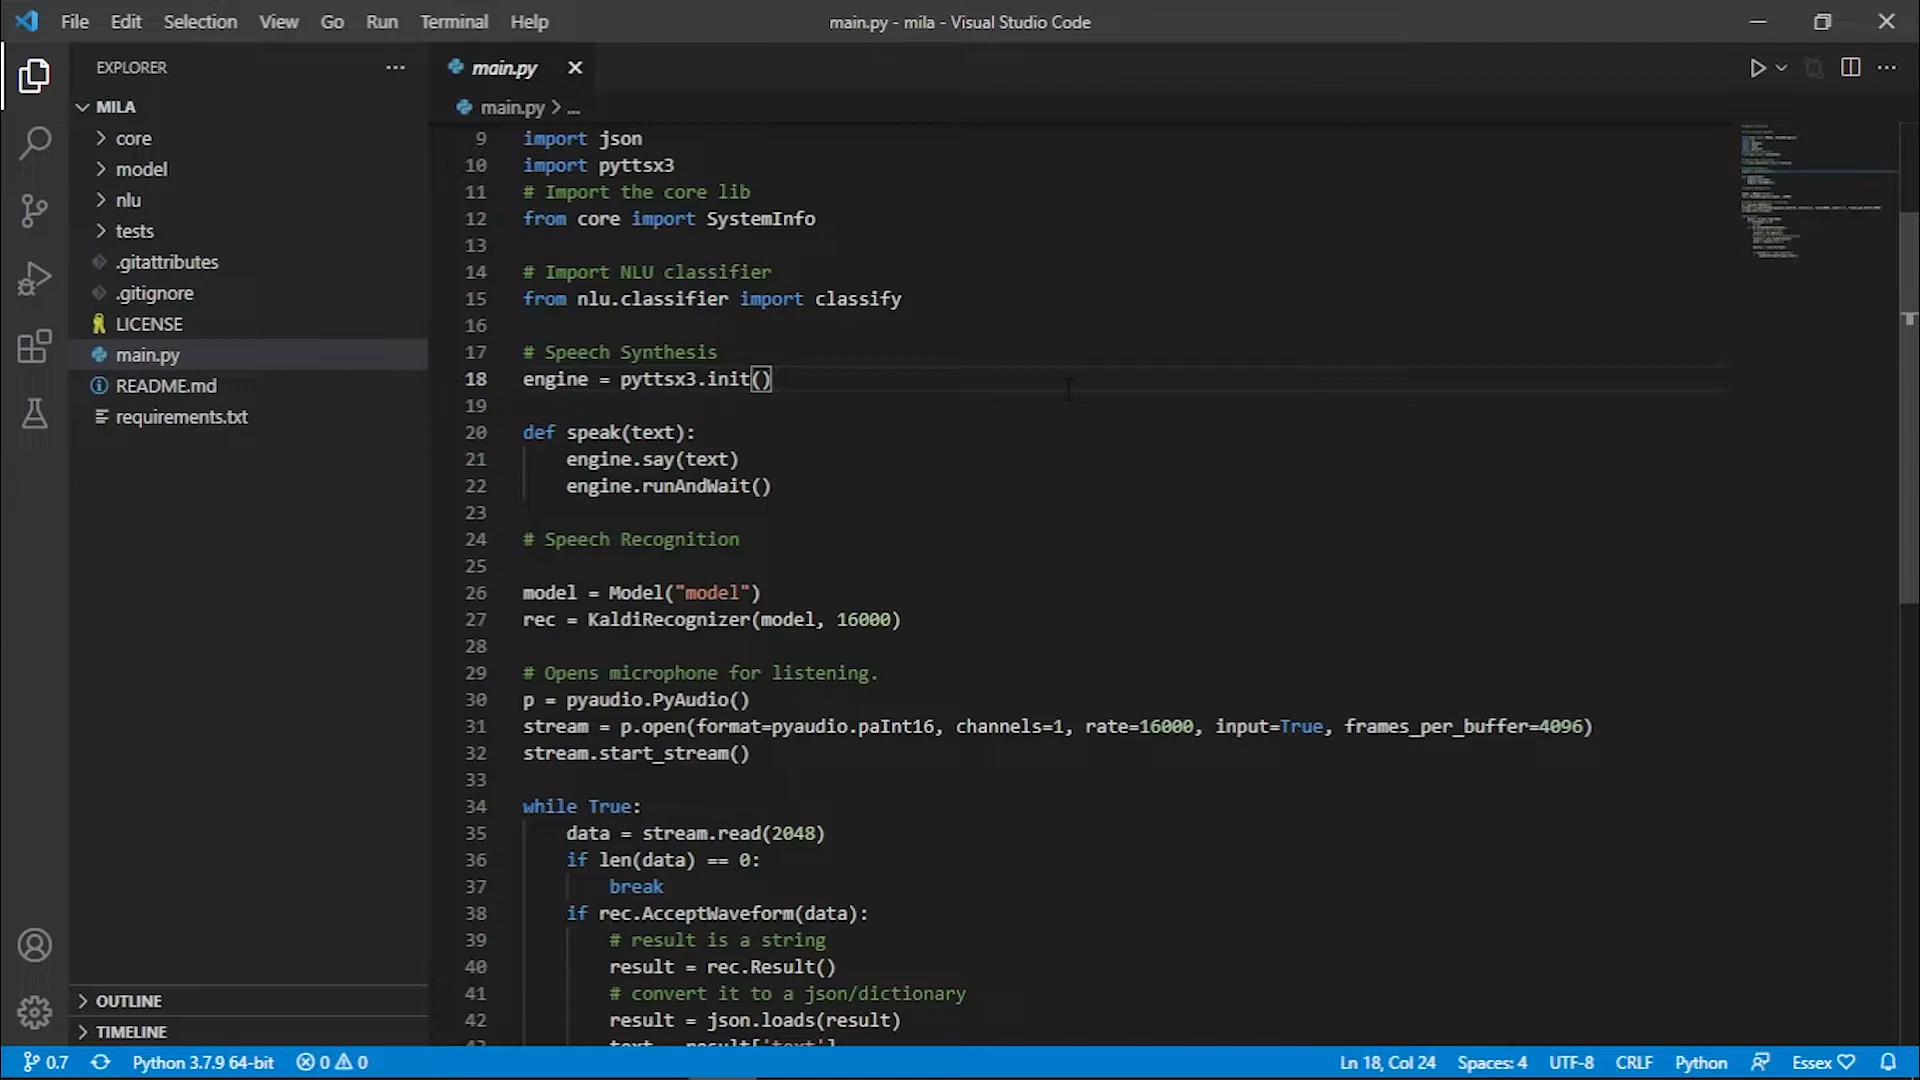 File Edit Selection View Go Run Terminal Help
main.py - mila - Visual Studio Code
EXPLORER
MILA
core
model
nlu
tests
.gitattributes
.gitignore
LICENSE
main.py
README.md
requirements.txt
OUTLINE
TIMELINE
main.py
main.py > ...
9 import json
10 import pyttsx3
11 # Import the core lib
12 from core import SystemInfo
13
14 # Import NLU classifier
15 from nlu.classifier import classify
16
17 # Speech Synthesis
18 engine = pyttsx3.init()
19
20 def speak(text):
21 engine.say(text)
22 engine.runAndWait()
23
24 # Speech Recognition
25
26 model = Model("model")
27 rec = KaldiRecognizer(model, 16000)
28
29 # Opens microphone for listening.
30 p = pyaudio.PyAudio()
31 stream = p.open(format=pyaudio.paInt16, channels=1, rate=16000, input=True, frames_per_buffer=4096)
32 stream.start_stream()
33
34 while True:
35 data = stream.read(2048)
36 if len(data) == 0:
37 break
38 if rec.AcceptWaveform(data):
39 # result is a string
40 result = rec.Result()
41 # convert it to a json/dictionary
42 result = json.loads(result)
43 text = result['text']
0.7 Python 3.7.9 64-bit 0 0 Ln 18, Col 24 Spaces: 4 UTF-8 CRLF Python Essex